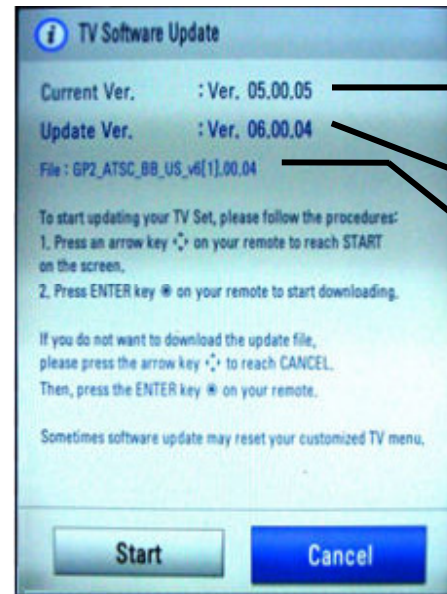 i TV Software Update
Current Ver. : Ver. 05.00.05
Update Ver. : Ver. 06.00.04
File : GP2_ATSC_BB_US_v6[1].00.04
To start updating your TV Set, please follow the procedures:
1. Press an arrow key on your remote to reach START
on the screen.
2. Press ENTER key ◉ on your remote to start downloading.
If you do not want to download the update file,
please press the arrow key to reach CANCEL.
Then, press the ENTER key ◉ on your remote.
Sometimes software update may reset your customized TV menu.
Start
Cancel